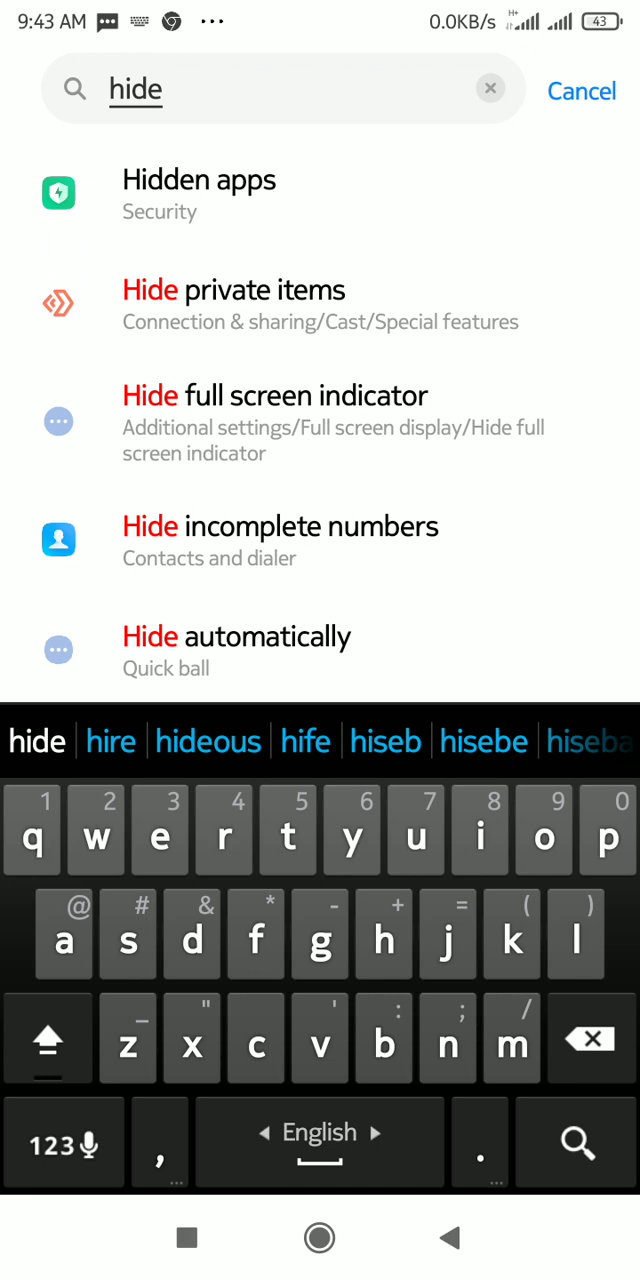 9:43 AM ... 0.0KB/s H+ 43
hide Cancel
Hidden apps
Security
Hide private items
Connection & sharing/Cast/Special features
Hide full screen indicator
Additional settings/Full screen display/Hide full
screen indicator
Hide incomplete numbers
Contacts and dialer
Hide automatically
Quick ball
hide hire hideous hife hiseb hisebe hiseba
1 2 3 4 5 6 7 8 9 0
q w e r t y u i o p
@ # & * - + = ( )
a s d f g h j k l
_ " ' : ; /
z x c v b n m
123 , English .